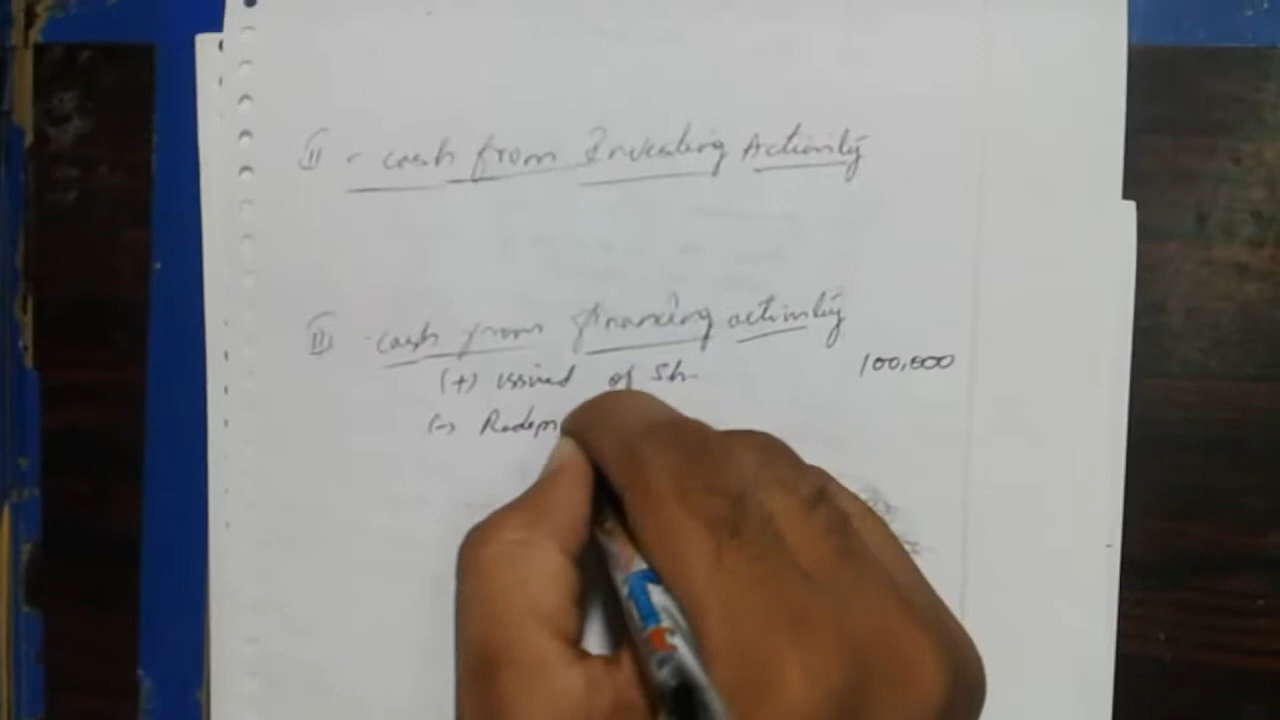 II - cash from Investing Activity
III cash from financing activity
(+) issued of Sh 100,000
(-) Redem